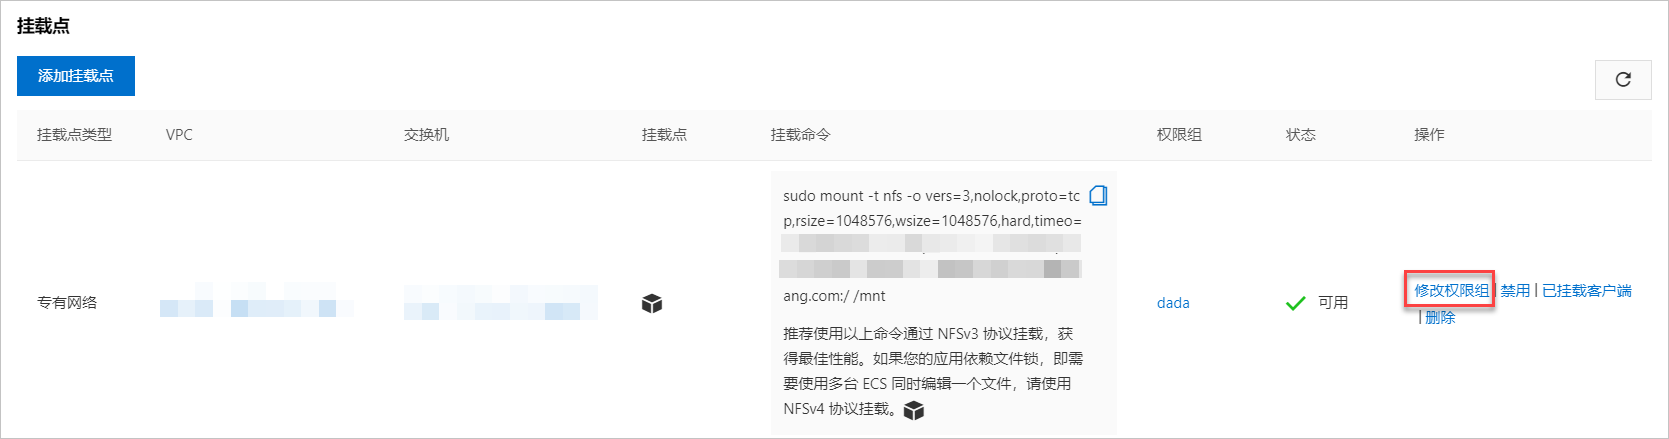 挂载点
添加挂载点
挂载点类型 VPC 交换机 挂载点 挂载命令 权限组 状态 操作
sudo mount -t nfs -o vers=3,nolock,proto=tc
p,rsize=1048576,wsize=1048576,hard,timeo=
ang.com:/ /mnt
专有网络 dada 可用 修改权限组 | 禁用 | 已挂载客户端
| 删除
推荐使用以上命令通过 NFSv3 协议挂载，获
得最佳性能。如果您的应用依赖文件锁，即需
要使用多台 ECS 同时编辑一个文件，请使用
NFSv4 协议挂载。